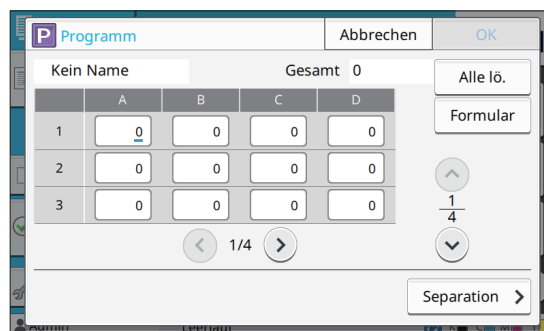 P Programm Abbrechen OK
Kein Name Gesamt 0 Alle lö.
A B C D Formular
1 0 0 0 0
2 0 0 0 0
3 0 0 0 0
1/4
1
4
Separation
Admin Leerlauf